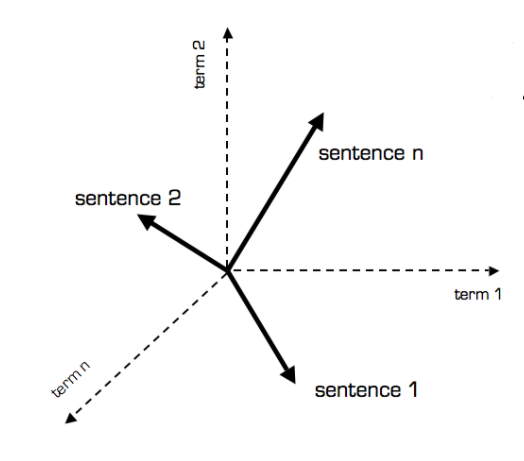 term 2
sentence n
sentence 2
term 1
term n
sentence 1